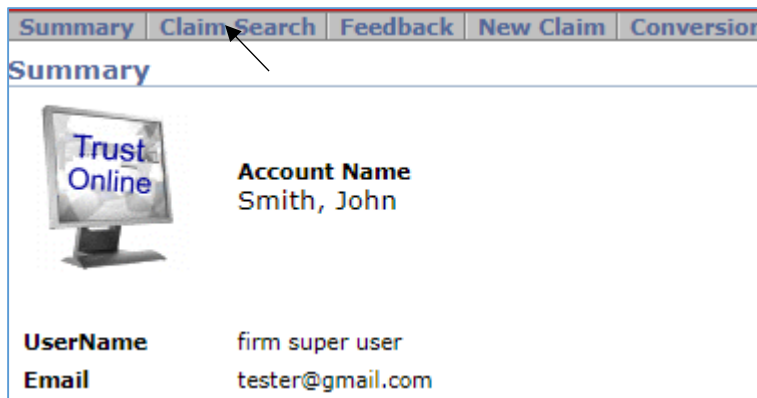 Summary Claim Search Feedback New Claim Conversion
Summary
Trust
Online
Account Name
Smith, John
UserName firm super user
Email tester@gmail.com